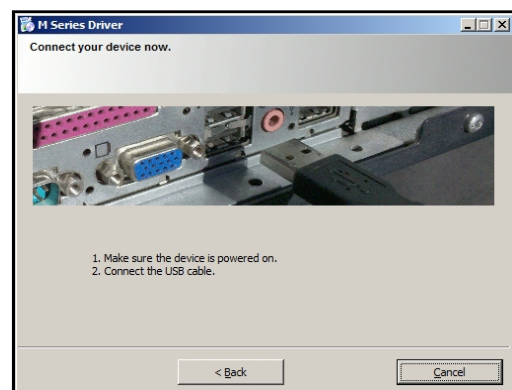 M Series Driver
Connect your device now.
1. Make sure the device is powered on.
2. Connect the USB cable.
< Back
Cancel